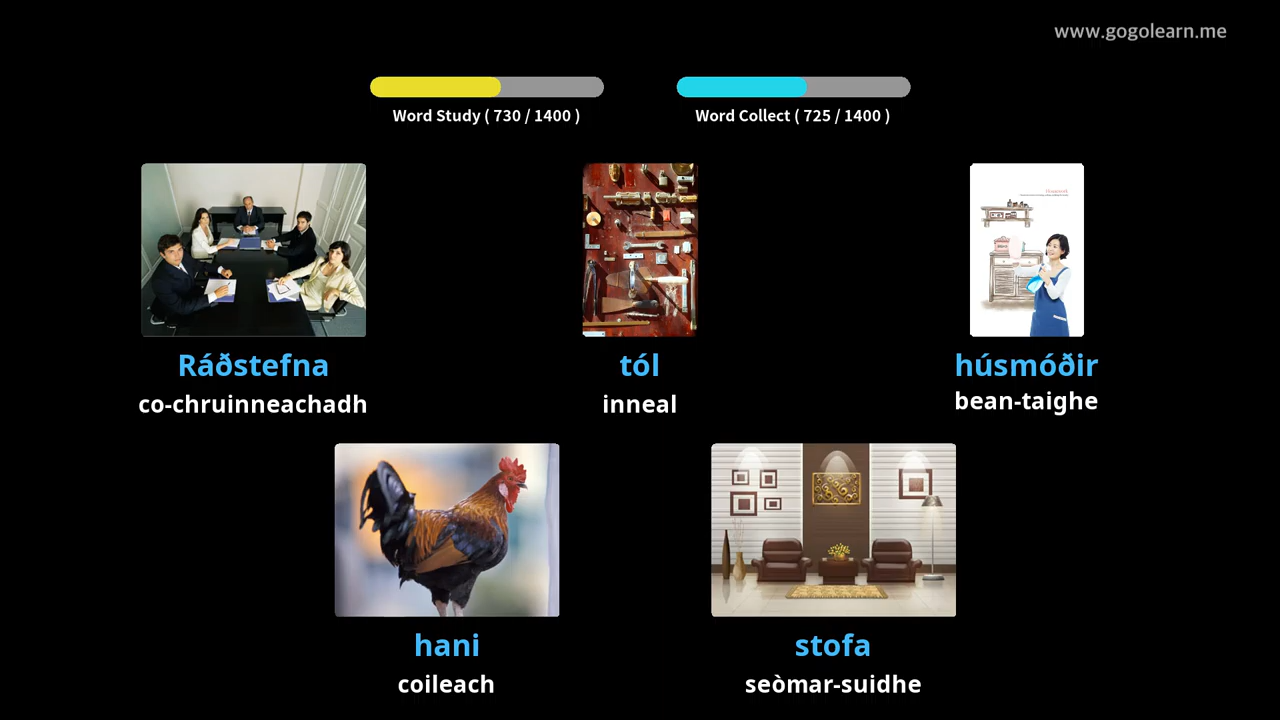 www.gogolearn.me
Word Study ( 730 / 1400 )
Word Collect ( 725 / 1400 )
Ráðstefna
co-chruinneachadh
tól
inneal
húsmóðir
bean-taighe
hani
coileach
stofa
seòmar-suidhe